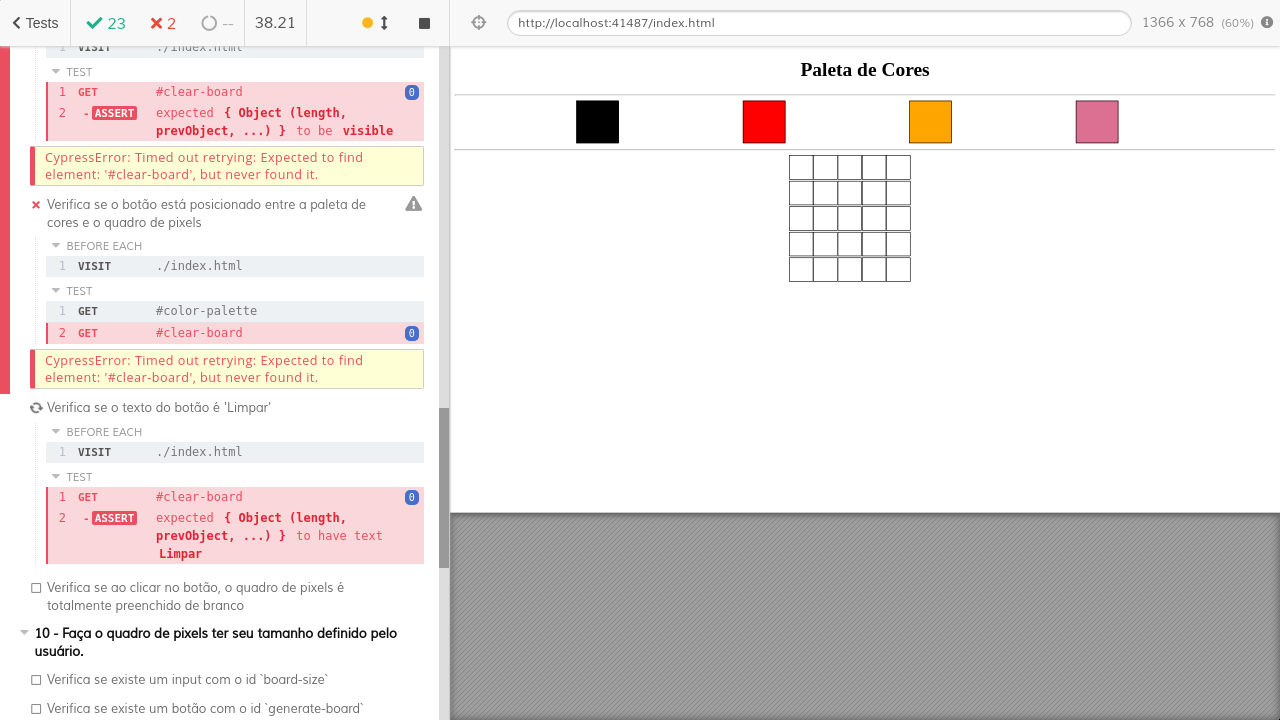 Tests
23
2
--
38.21
http://localhost:41487/index.html
1366 x 768 (60%)
1 VISIT ./index.html
TEST
1 GET #clear-board 0
2 - ASSERT expected { Object (length,
prevObject, ...) } to be visible
CypressError: Timed out retrying: Expected to find
element: '#clear-board', but never found it.
Verifica se o botão está posicionado entre a paleta de
cores e o quadro de pixels
BEFORE EACH
1 VISIT ./index.html
TEST
1 GET #color-palette
2 GET #clear-board 0
CypressError: Timed out retrying: Expected to find
element: '#clear-board', but never found it.
Verifica se o texto do botão é 'Limpar'
BEFORE EACH
1 VISIT ./index.html
TEST
1 GET #clear-board 0
2 - ASSERT expected { Object (length,
prevObject, ...) } to have text
Limpar
Verifica se ao clicar no botão, o quadro de pixels é
totalmente preenchido de branco
10 - Faça o quadro de pixels ter seu tamanho definido pelo
usuário.
Verifica se existe um input com o id `board-size`
Verifica se existe um botão com o id `generate-board`
Paleta de Cores